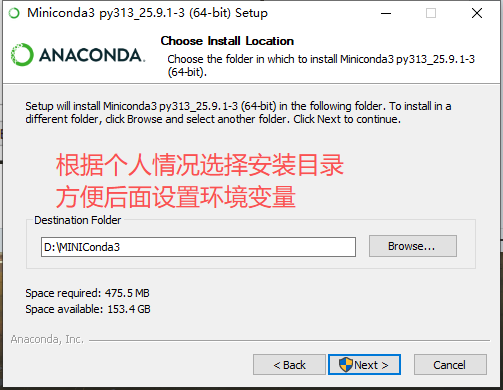 Miniconda3 py313_25.9.1-3 (64-bit) Setup
ANACONDA.
Choose Install Location
Choose the folder in which to install Miniconda3 py313_25.9.1-3
(64-bit).
Setup will install Miniconda3 py313_25.9.1-3 (64-bit) in the following folder. To install in a
different folder, click Browse and select another folder. Click Next to continue.
根据个人情况选择安装目录
方便后面设置环境变量
Destination Folder
D:\MINIConda3
Browse...
Space required: 475.5 MB
Space available: 153.4 GB
Anaconda, Inc.
< Back
Next >
Cancel